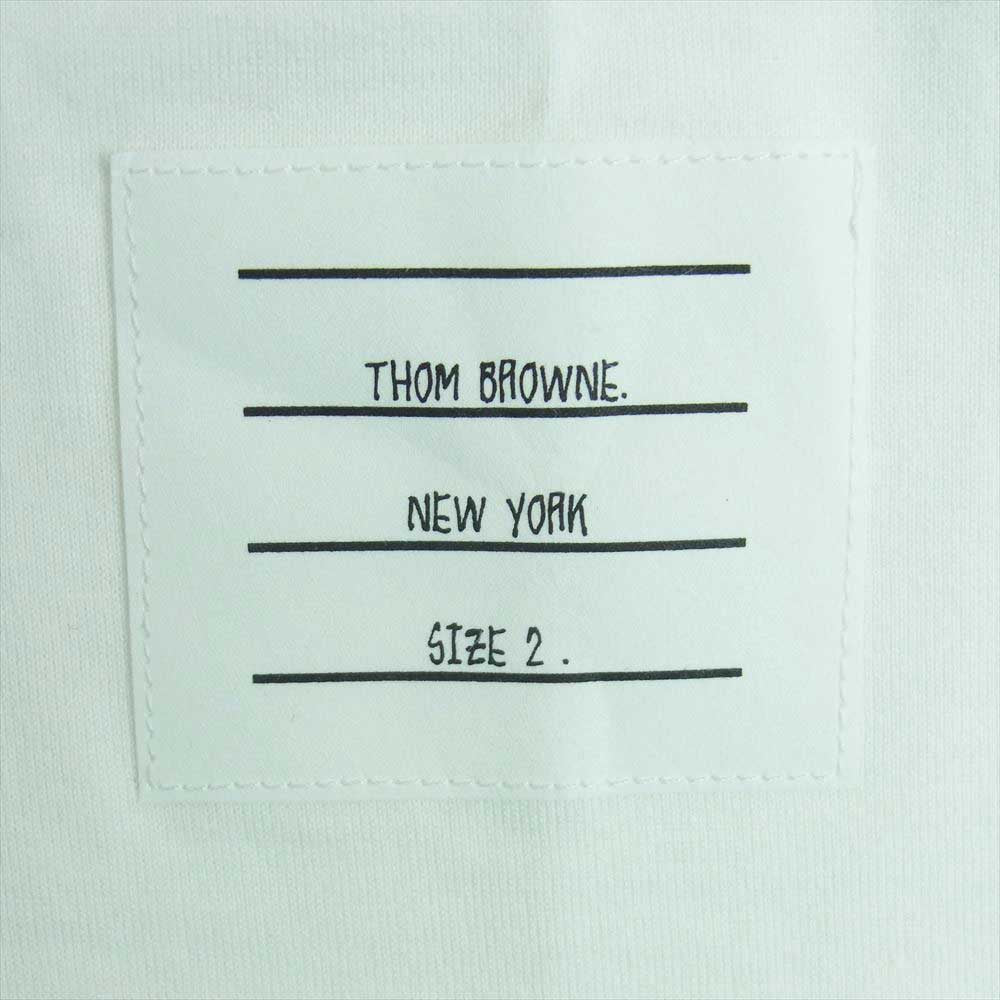 THOM BROWNE.
NEW YORK
SIZE 2 .